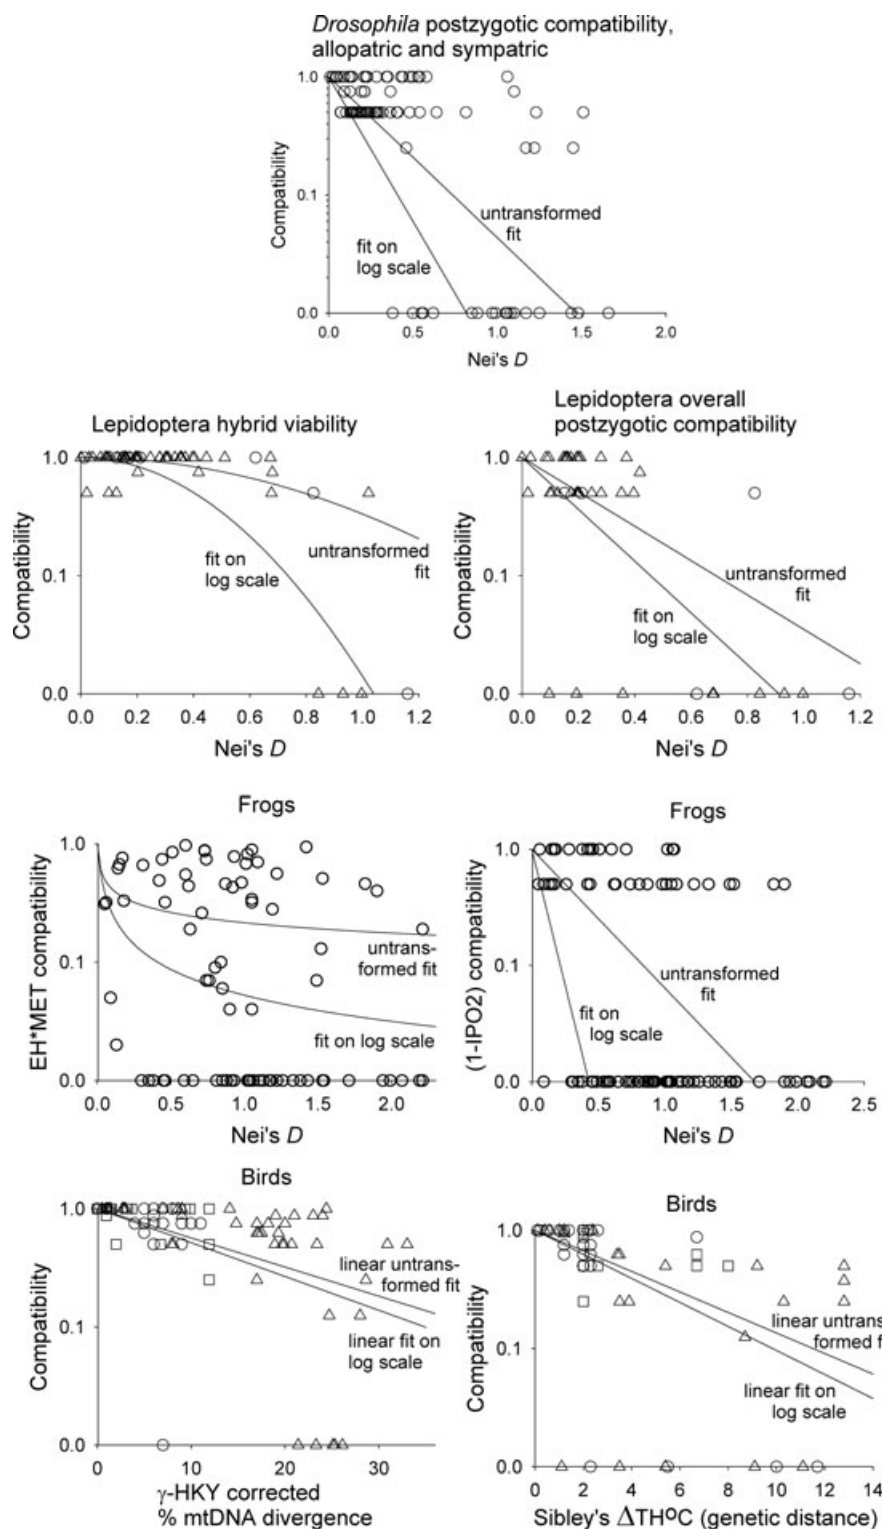 Drosophila postzygotic compatibility,
allopatric and sympatric
Compatibility
1.0
0.1
0.0
untransformed
fit
fit on
log scale
0.0 0.5 1.0 1.5 2.0
Nei's D
Lepidoptera hybrid viability
Compatibility
1.0
0.1
0.0
fit on
log scale
untransformed
fit
0.0 0.2 0.4 0.6 0.8 1.0 1.2
Nei's D
Lepidoptera overall
postzygotic compatibility
Compatibility
1.0
0.1
0.0
untransformed
fit
fit on
log scale
0.0 0.2 0.4 0.6 0.8 1.0 1.2
Nei's D
Frogs
EH*MET compatibility
1.0
0.1
0.0
untrans-
formed fit
fit on log scale
0.0 0.5 1.0 1.5 2.0
Nei's D
Frogs
(1-IPO2) compatibility
1.0
0.1
0.0
untransformed
fit
fit on
log scale
0.0 0.5 1.0 1.5 2.0 2.5
Nei's D
Birds
Compatibility
1.0
0.1
0.0
linear untrans-
formed fit
linear fit on
log scale
0 10 20 30
γ-HKY corrected
% mtDNA divergence
Birds
Compatibility
1.0
0.1
0.0
linear untrans
formed f
linear fit on
log scale
0 2 4 6 8 10 12 14
Sibley's ΔTHºC (genetic distance)